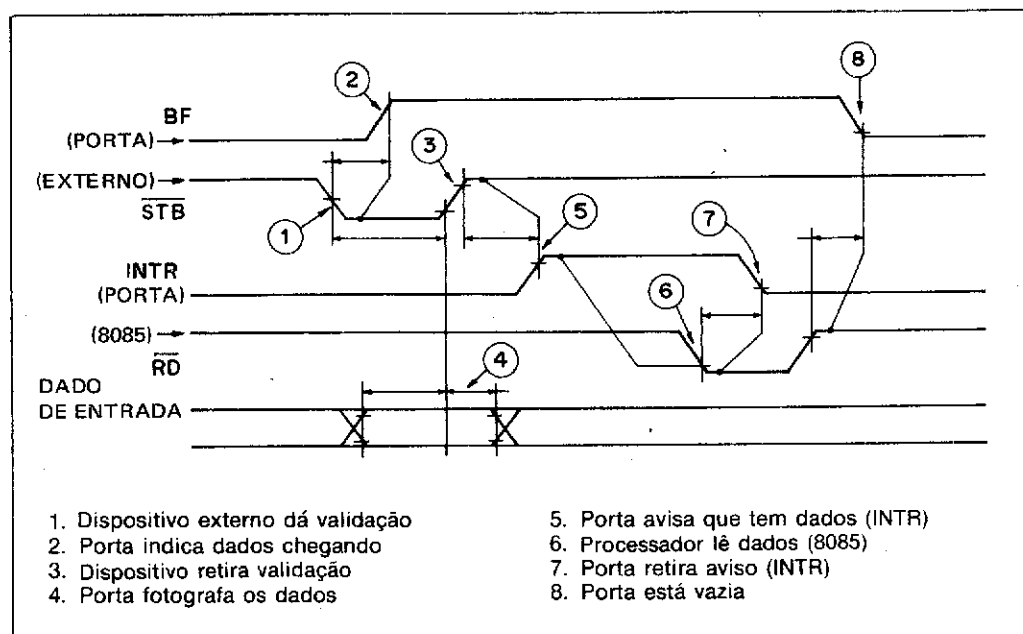 2
8
BF
(PORTA)
3
(EXTERNO)
STB
1
5
7
INTR
(PORTA)
6
(8085)
RD
4
DADO
DE ENTRADA
1. Dispositivo externo dá validação
2. Porta indica dados chegando
3. Dispositivo retira validação
4. Porta fotografa os dados
5. Porta avisa que tem dados (INTR)
6. Processador lê dados (8085)
7. Porta retira aviso (INTR)
8. Porta está vazia